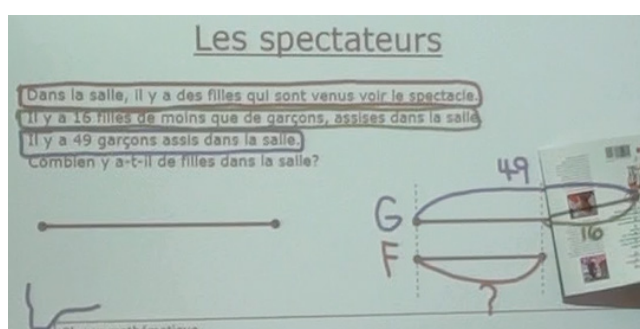 Les spectateurs
Dans la salle, il y a des filles qui sont venus voir le spectacle.
Il y a 16 filles de moins que de garçons, assises dans la salle
Il y a 49 garçons assis dans la salle.
Combien y a-t-il de filles dans la salle?
49
G
16
F
?